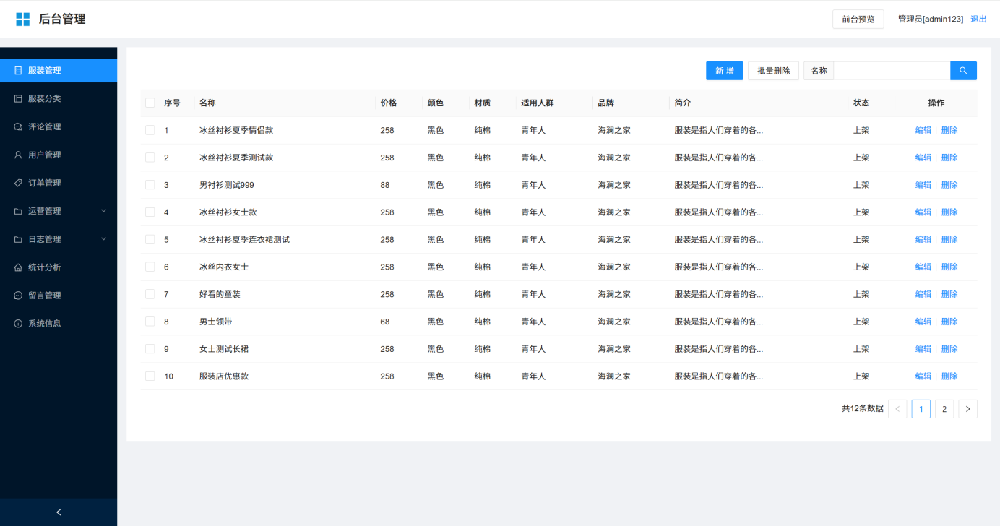 后台管理
前台预览 管理员[admin123] 退出
服装管理
服装分类
评论管理
用户管理
订单管理
运营管理
日志管理
统计分析
留言管理
系统信息
新 增 批量删除 名称
序号 名称 价格 颜色 材质 适用人群 品牌 简介 状态 操作
1 冰丝衬衫夏季情侣款 258 黑色 纯棉 青年人 海澜之家 服装是指人们穿着的各... 上架 编辑 删除
2 冰丝衬衫夏季测试款 258 黑色 纯棉 青年人 海澜之家 服装是指人们穿着的各... 上架 编辑 删除
3 男衬衫测试999 88 黑色 纯棉 青年人 海澜之家 服装是指人们穿着的各... 上架 编辑 删除
4 冰丝衬衫女士款 258 黑色 纯棉 青年人 海澜之家 服装是指人们穿着的各... 上架 编辑 删除
5 冰丝衬衫夏季连衣裙测试 258 黑色 纯棉 青年人 海澜之家 服装是指人们穿着的各... 上架 编辑 删除
6 冰丝内衣女士 258 黑色 纯棉 青年人 海澜之家 服装是指人们穿着的各... 上架 编辑 删除
7 好看的童装 258 黑色 纯棉 青年人 海澜之家 服装是指人们穿着的各... 上架 编辑 删除
8 男士领带 68 黑色 纯棉 青年人 海澜之家 服装是指人们穿着的各... 上架 编辑 删除
9 女士测试长裙 258 黑色 纯棉 青年人 海澜之家 服装是指人们穿着的各... 上架 编辑 删除
10 服装店优惠款 258 黑色 纯棉 青年人 海澜之家 服装是指人们穿着的各... 上架 编辑 删除
共12条数据 < 1 2 >